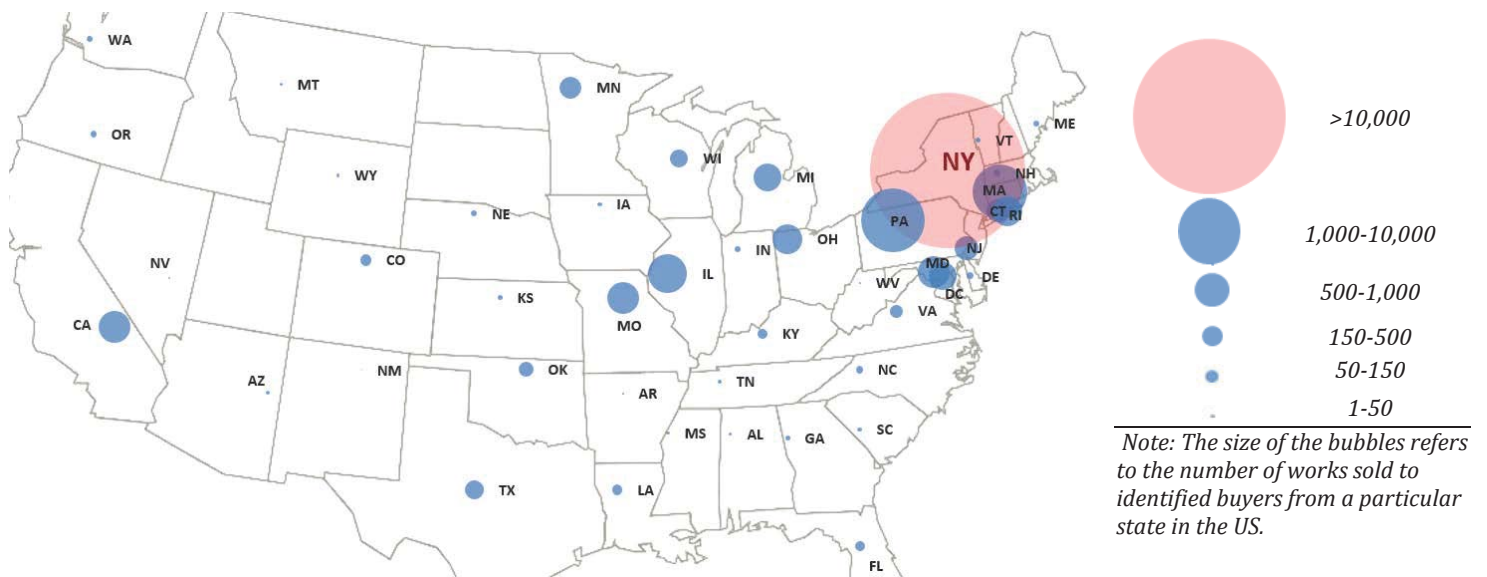 WA
MT
MN
ME
OR
VT
WI
NY
WY
MI
NH
MA
NE
IA
CT
RI
PA
OH
IN
NJ
CO
NV
MD
IL
WV
DE
DC
KS
VA
CA
MO
KY
OK
NM
NC
AZ
TN
AR
MS
AL
GA
SC
TX
LA
FL
>10,000
1,000-10,000
500-1,000
150-500
50-150
1-50
Note: The size of the bubbles refers
to the number of works sold to
identified buyers from a particular
state in the US.